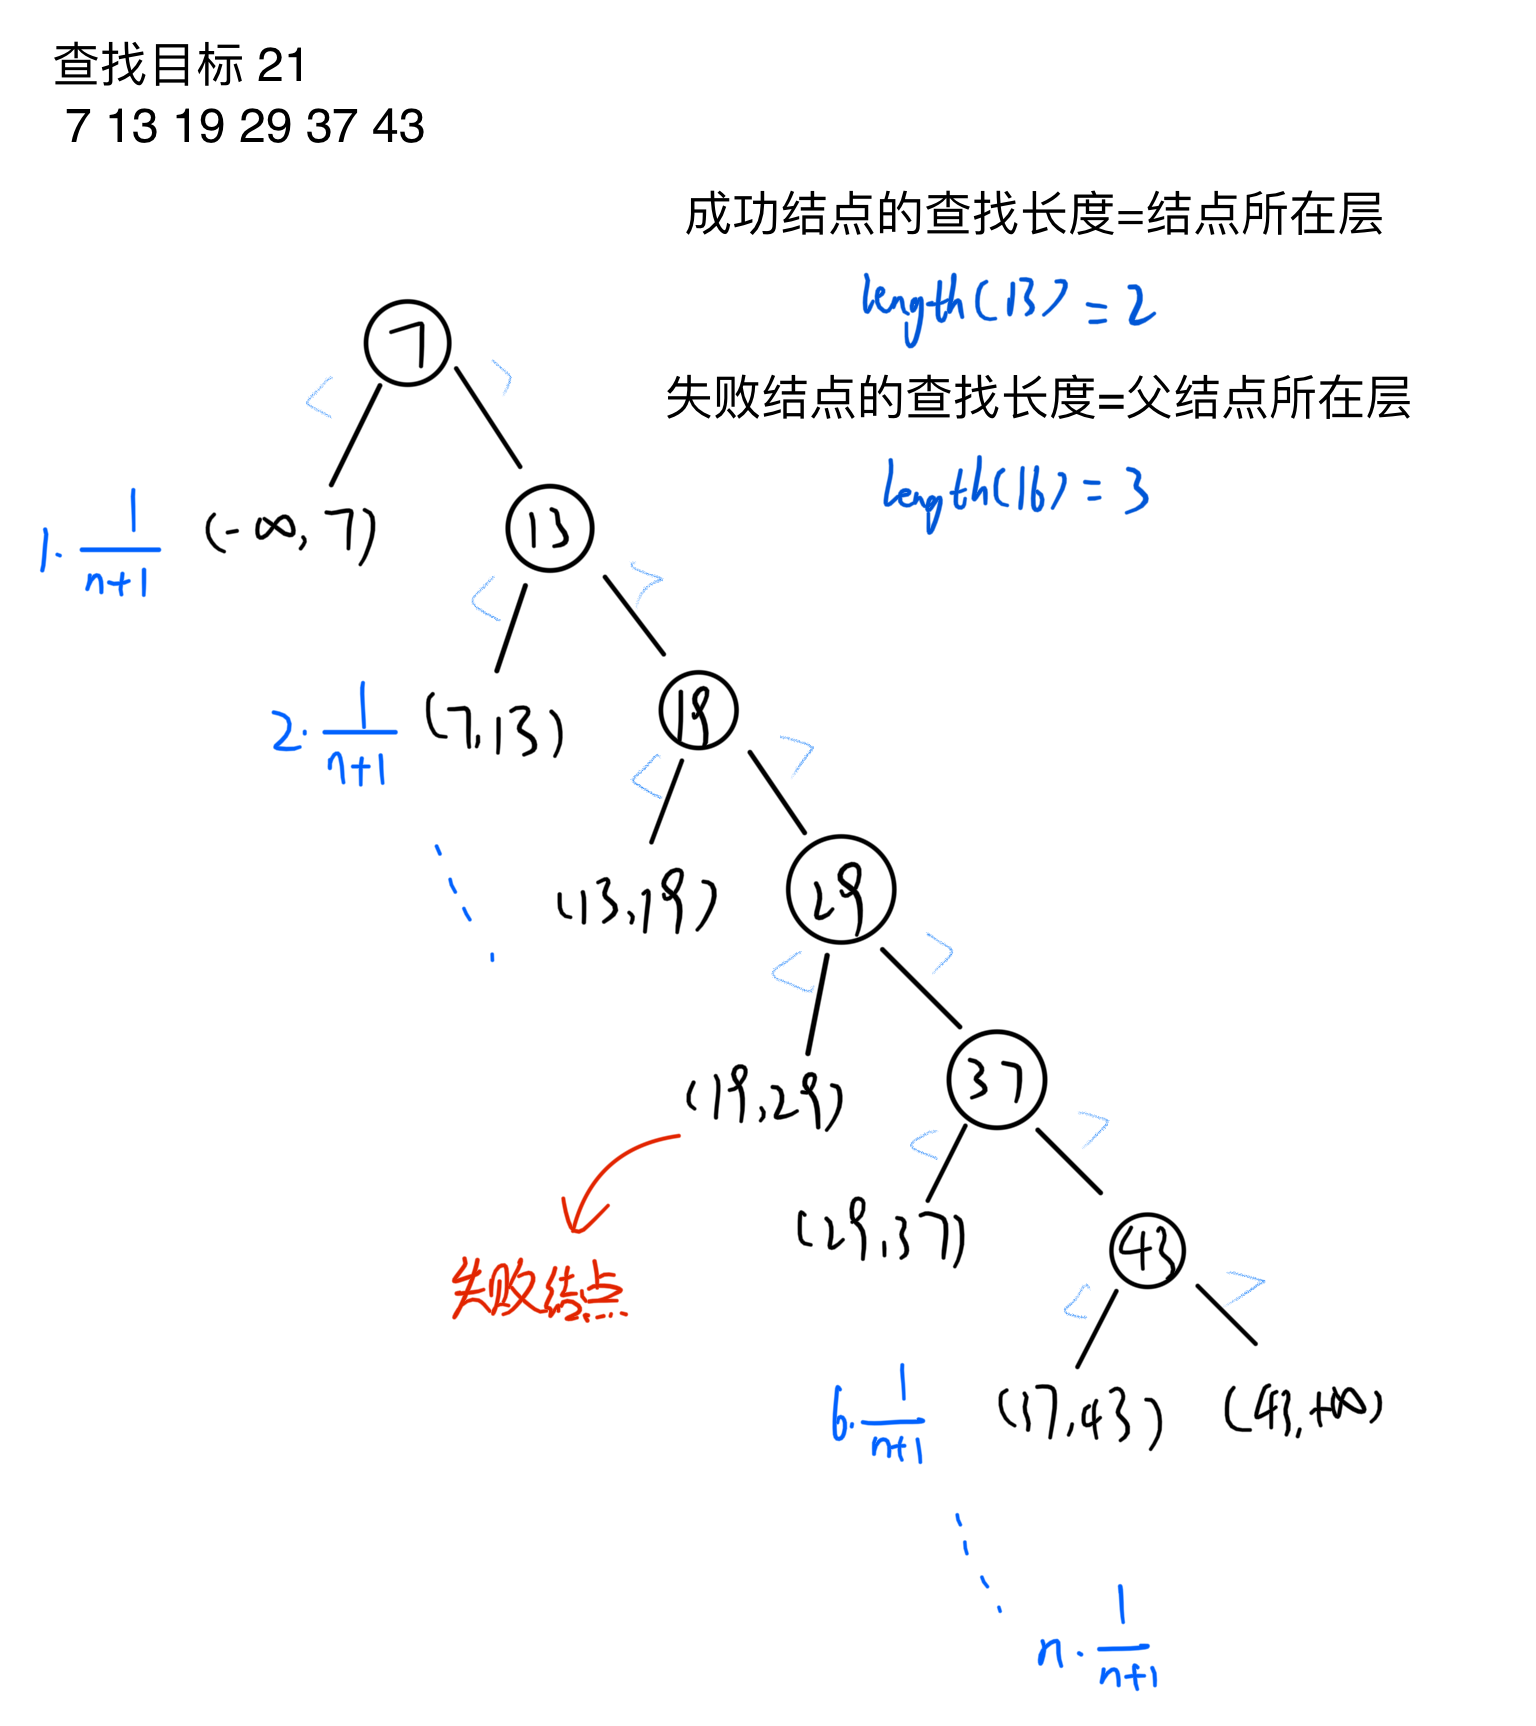 查找目标 21
7 13 19 29 37 43
成功结点的查找长度=结点所在层
length(13) = 2
失败结点的查找长度=父结点所在层
length(16) = 3
7
< >
1· 1/(n+1) (-∞, 7) 13
< >
2· 1/(n+1) (7,13) 19
< >
(13,19) 29
< >
(19,29) 37
< >
失败结点 (29,37) 43
< >
6· 1/(n+1) (37,43) (43,+∞)
n· 1/(n+1)